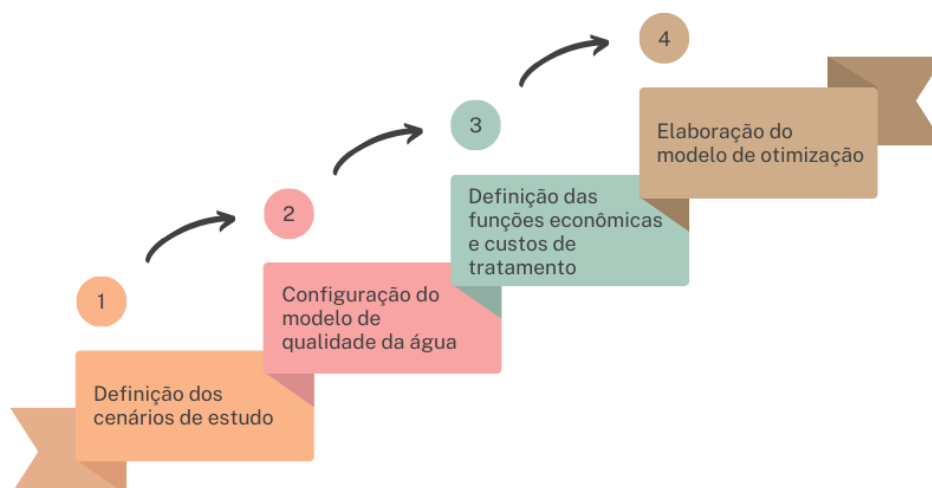 1
Definição dos
cenários de estudo
2
Configuração do
modelo de
qualidade da água
3
Definição das
funções econômicas
e custos de
tratamento
4
Elaboração do
modelo de otimização